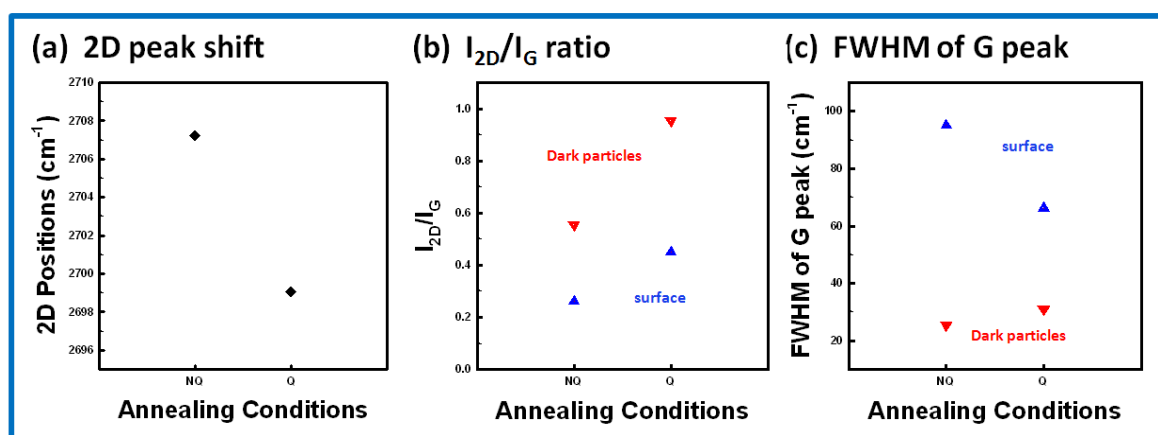 (a) 2D peak shift
2D Positions (cm⁻¹)
2710
2708
2706
2704
2702
2700
2698
2696
NQ Q
Annealing Conditions
(b) I₂D/I_G ratio
I₂D/I_G
1.0
0.8
0.6
0.4
0.2
0.0
Dark particles
surface
NQ Q
Annealing Conditions
(c) FWHM of G peak
FWHM of G peak (cm⁻¹)
100
80
60
40
20
surface
Dark particles
NQ Q
Annealing Conditions